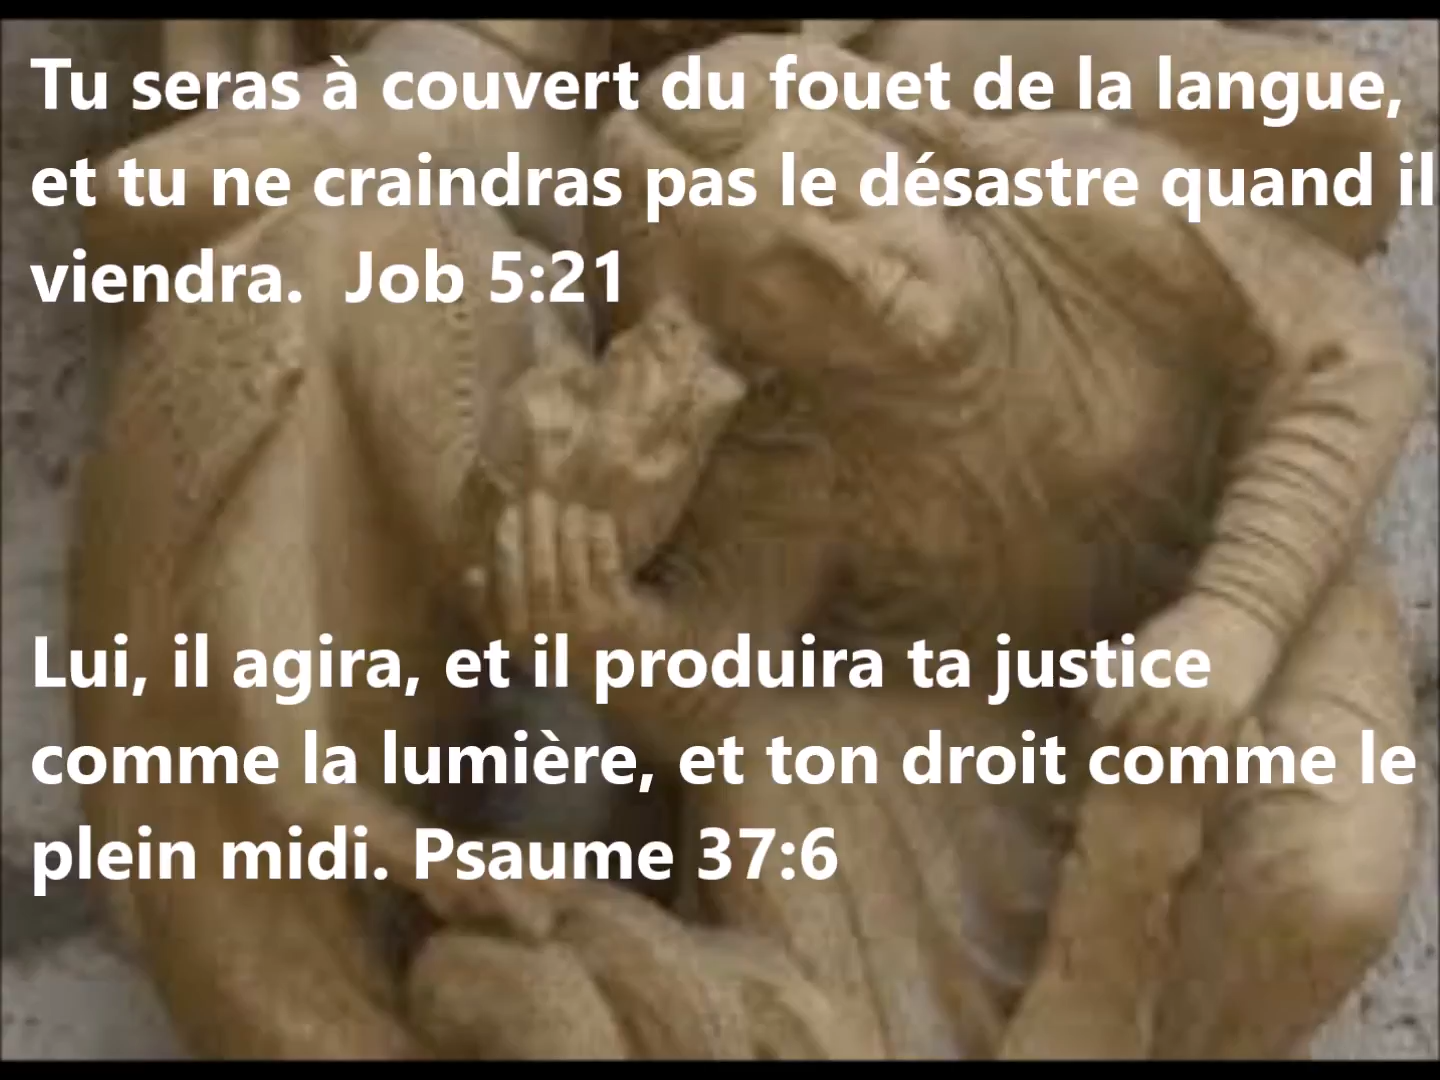 Tu seras à couvert du fouet de la langue,
et tu ne craindras pas le désastre quand il
viendra.  Job 5:21
Lui, il agira, et il produira ta justice
comme la lumière, et ton droit comme le
plein midi. Psaume 37:6